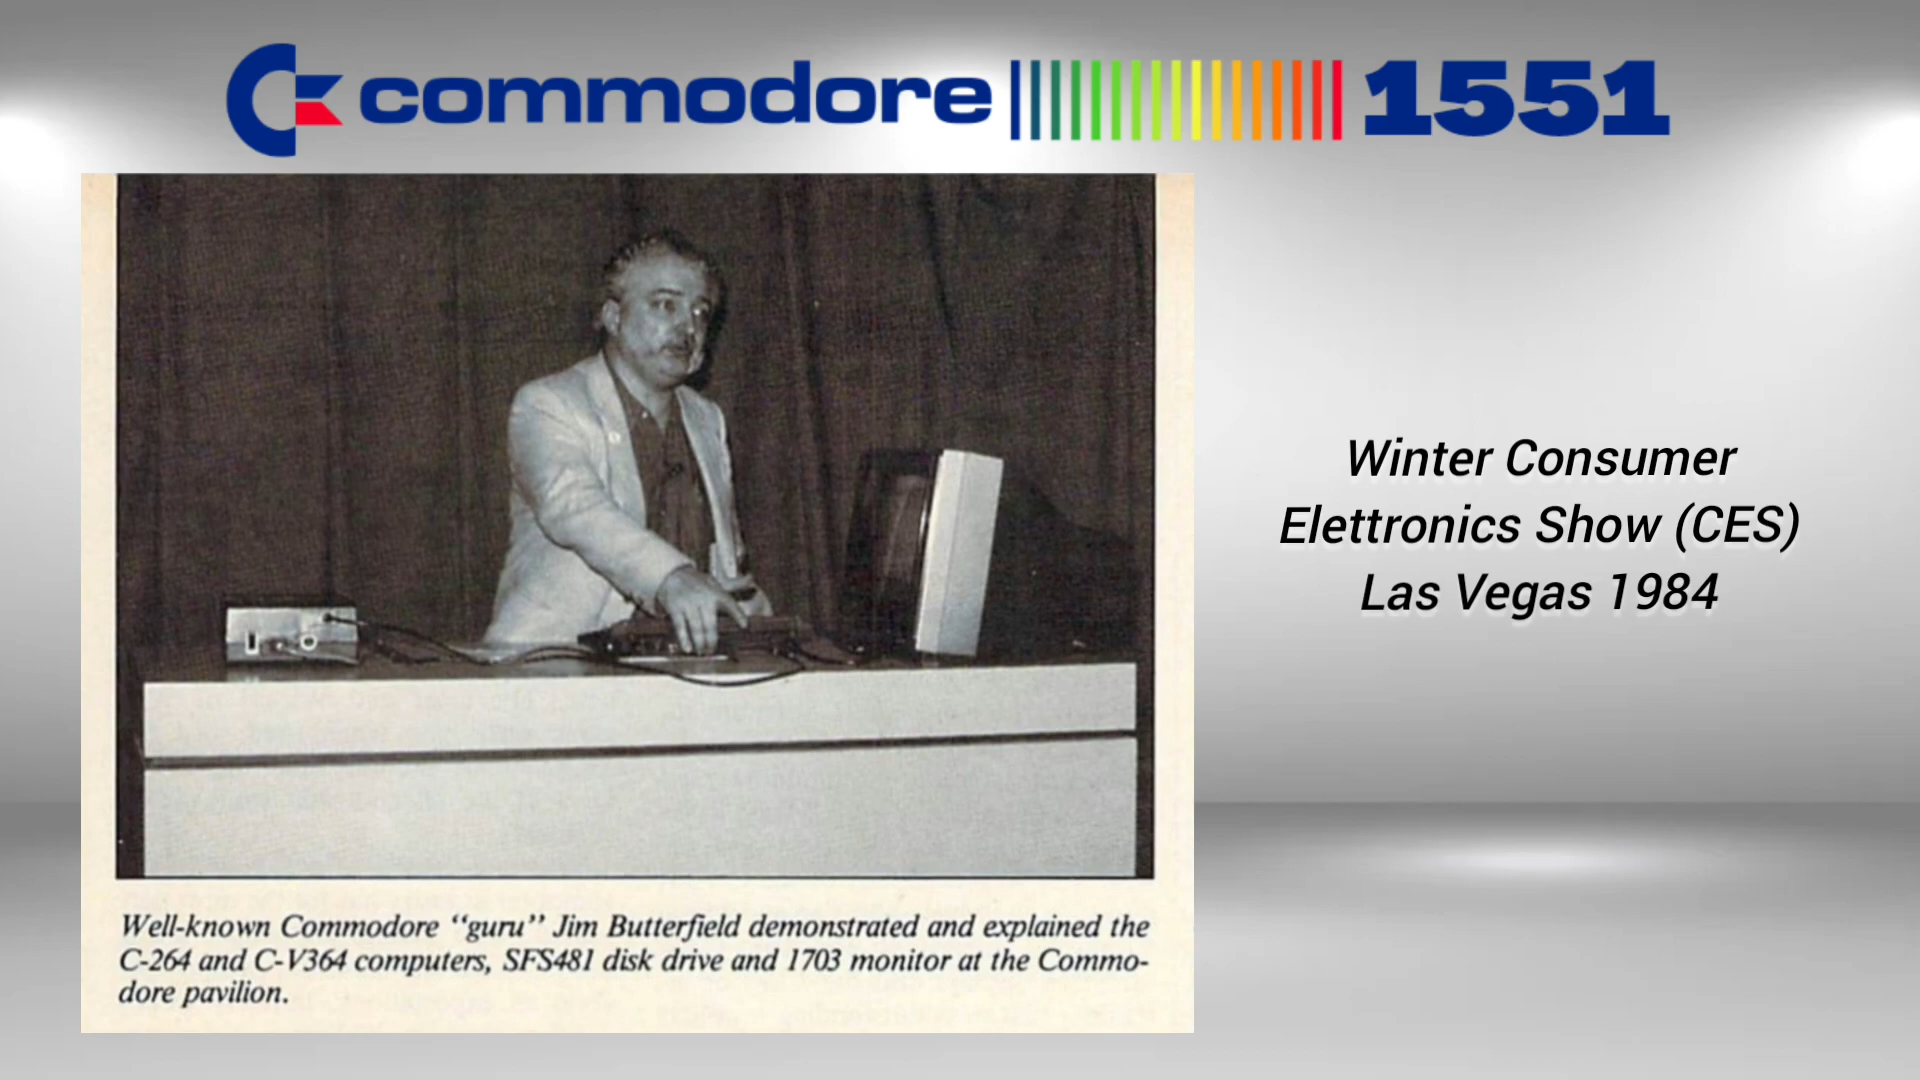 commodore 1551
Winter Consumer
Elettronics Show (CES)
Las Vegas 1984
Well-known Commodore “guru” Jim Butterfield demonstrated and explained the
C-264 and C-V364 computers, SFS481 disk drive and 1703 monitor at the Commo-
dore pavilion.